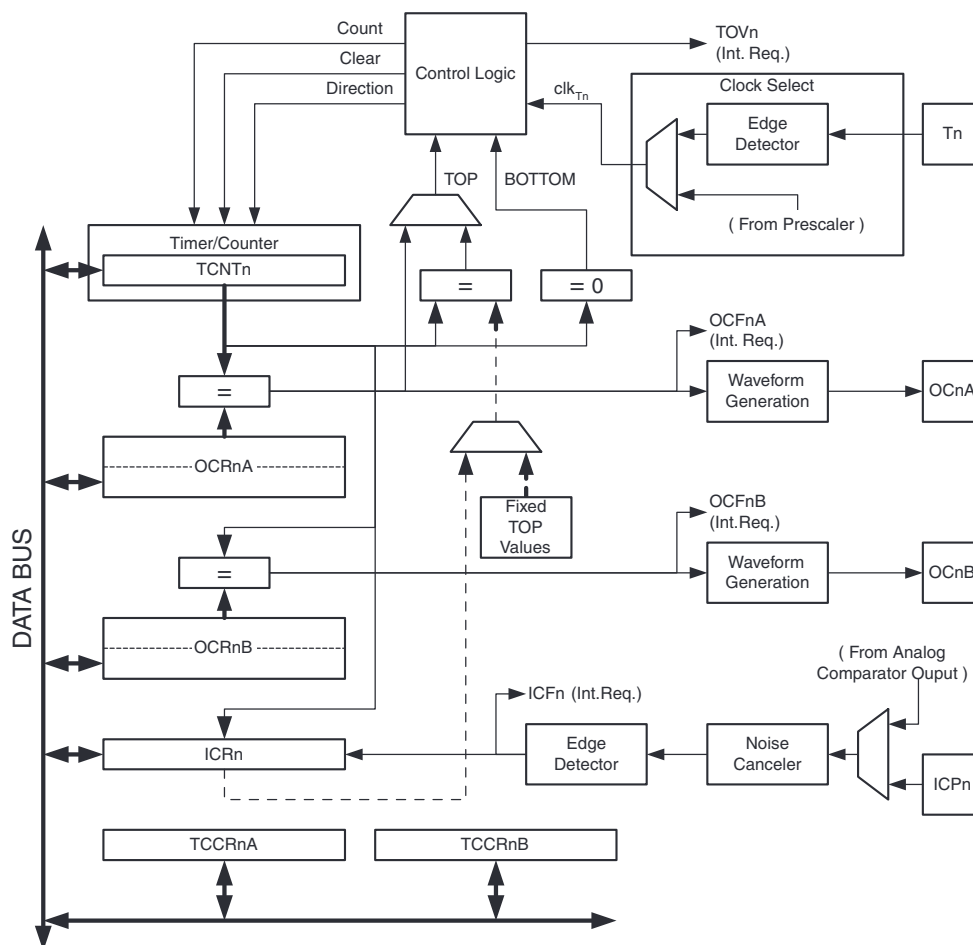 Count
Clear
Direction
Control Logic
TOVn
(Int. Req.)
clkTn
Clock Select
Edge
Detector
Tn
( From Prescaler )
TOP
BOTTOM
Timer/Counter
TCNTn
=
= 0
OCFnA
(Int. Req.)
=
Waveform
Generation
OCnA
OCRnA
Fixed
TOP
Values
OCFnB
(Int.Req.)
=
Waveform
Generation
OCnB
DATA BUS
OCRnB
( From Analog
Comparator Ouput )
ICFn (Int.Req.)
ICRn
Edge
Detector
Noise
Canceler
ICPn
TCCRnA
TCCRnB